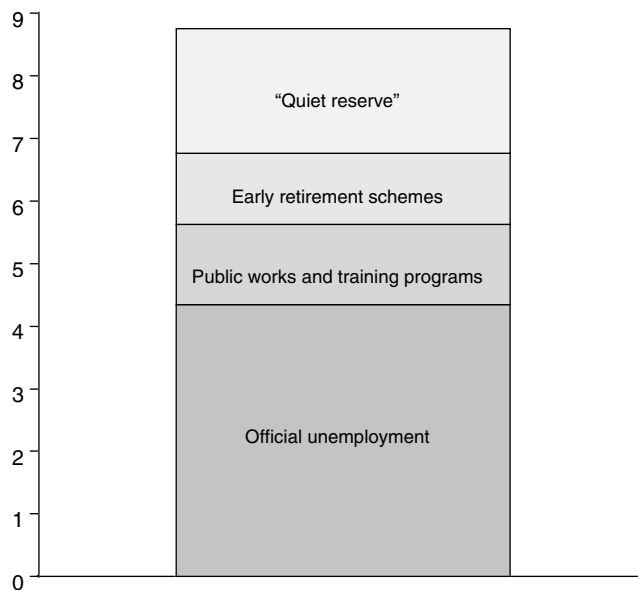 9
8
7
6
5
4
3
2
1
0
“Quiet reserve”
Early retirement schemes
Public works and training programs
Official unemployment